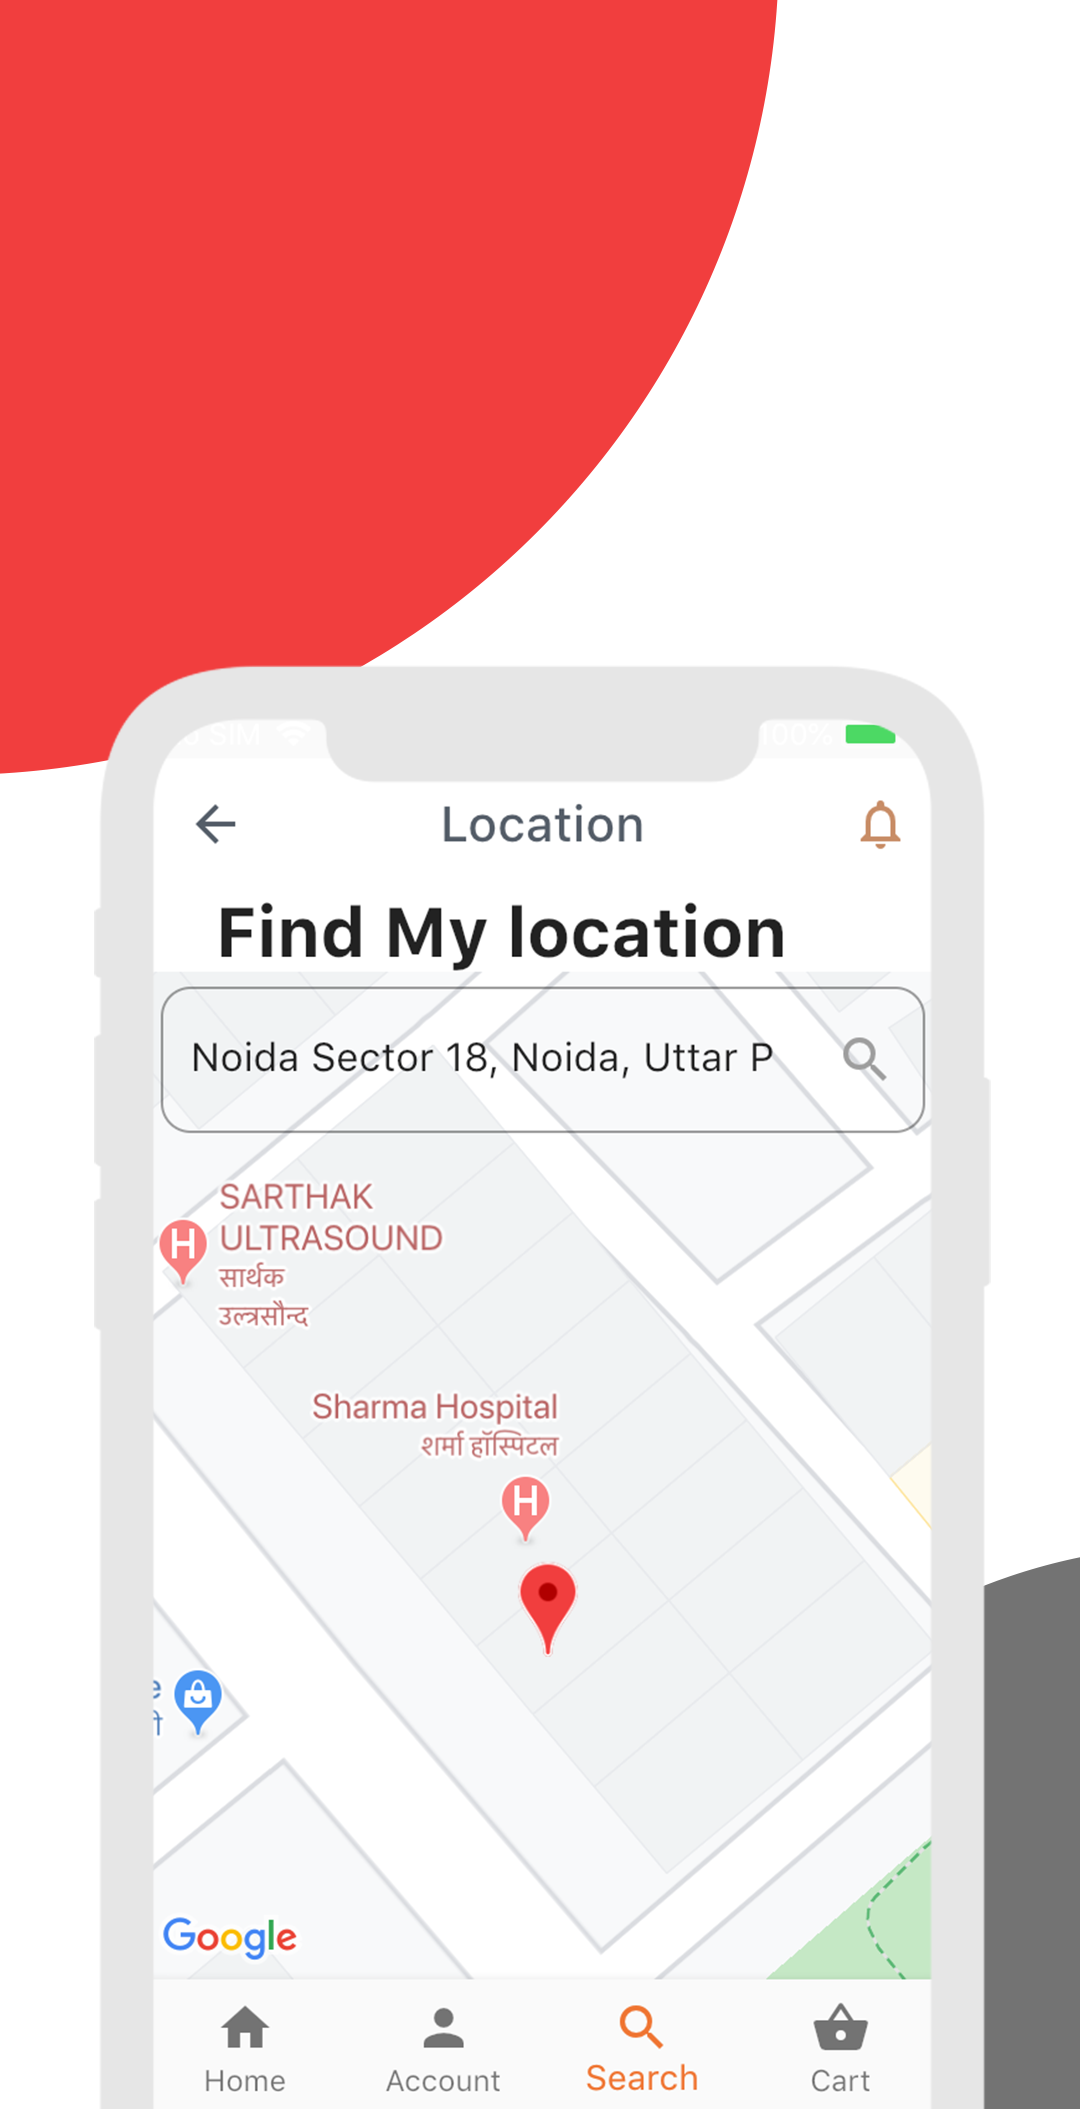 SIM 100%
Location
Find My location
Noida Sector 18, Noida, Uttar P
SARTHAK
ULTRASOUND
सार्थक
उल्त्रसौन्द
Sharma Hospital
शर्मा हॉस्पिटल
H
H
e
Google
Home Account Search Cart